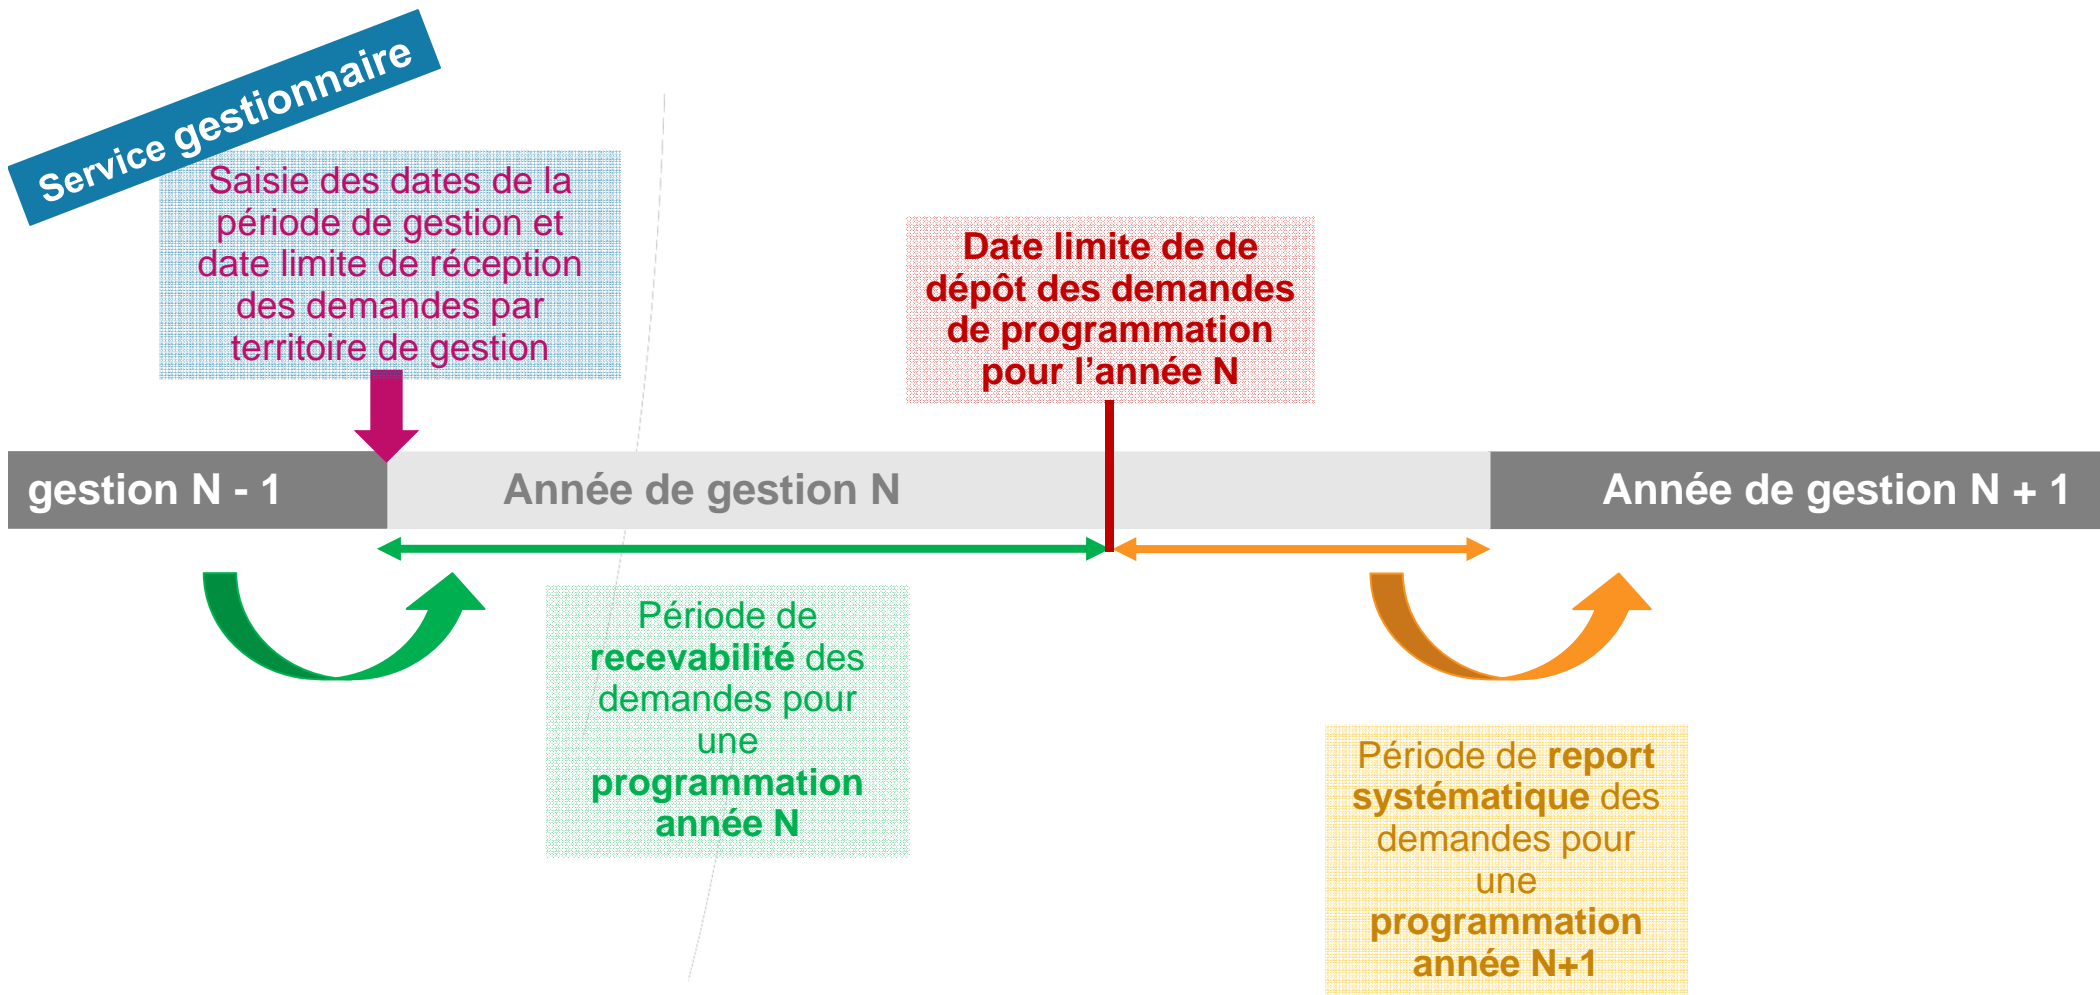 Service gestionnaire
Saisie des dates de la
période de gestion et
date limite de réception
des demandes par
territoire de gestion
Date limite de de
dépôt des demandes
de programmation
pour l’année N
gestion N - 1
Année de gestion N
Année de gestion N + 1
Période de
recevabilité des
demandes pour
une
programmation
année N
Période de report
systématique des
demandes pour
une
programmation
année N+1